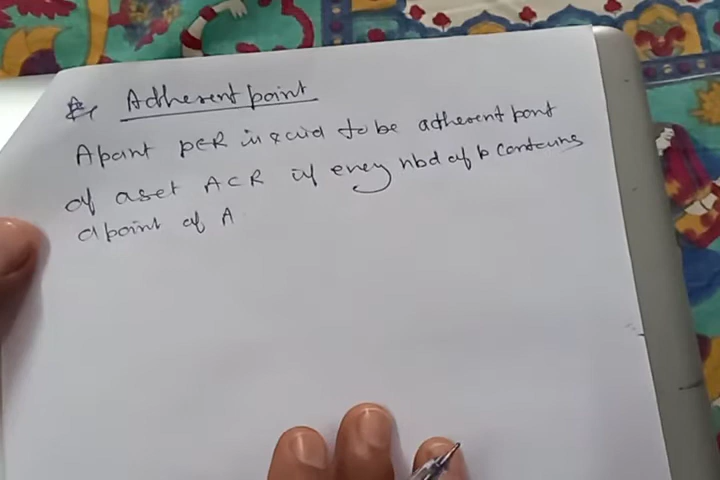 Adherent point
A point p∈R is said to be adherent point
of a set A⊂R if every nbd of p contains
a point of A